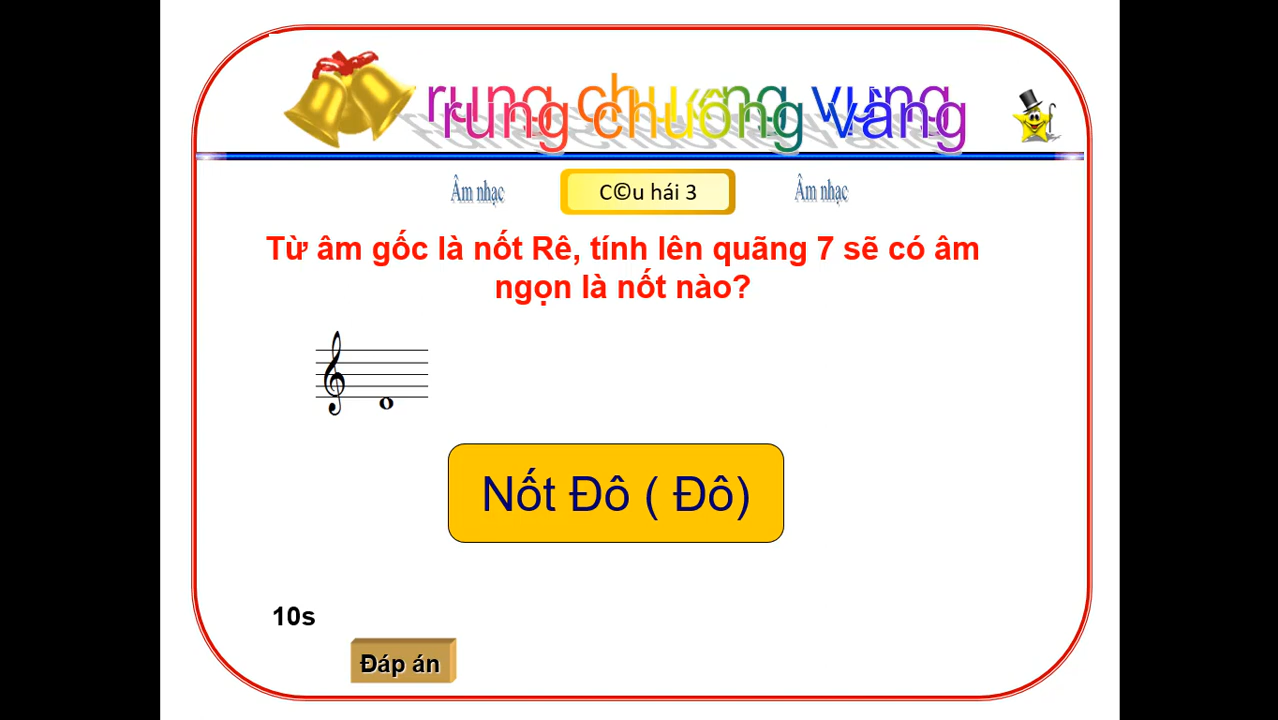 rung chuông vàng
Âm nhạc
C©u hái 3
Âm nhạc
Từ âm gốc là nốt Rê, tính lên quãng 7 sẽ có âm
ngọn là nốt nào?
Nốt Đô ( Đô)
10s
Đáp án